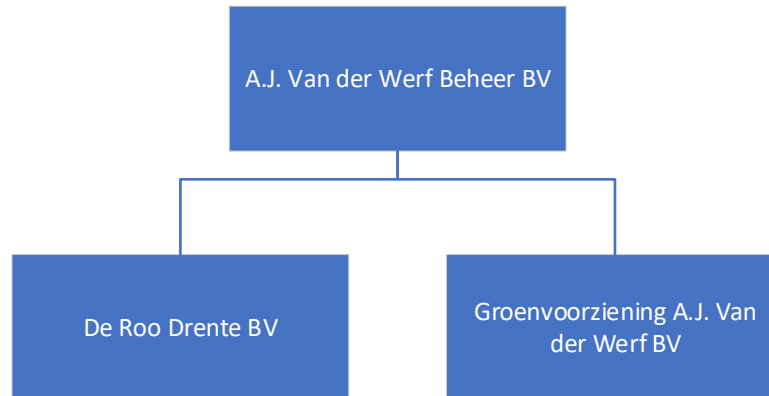 A.J. Van der Werf Beheer BV
De Roo Drente BV
Groenvoorziening A.J. Van
der Werf BV